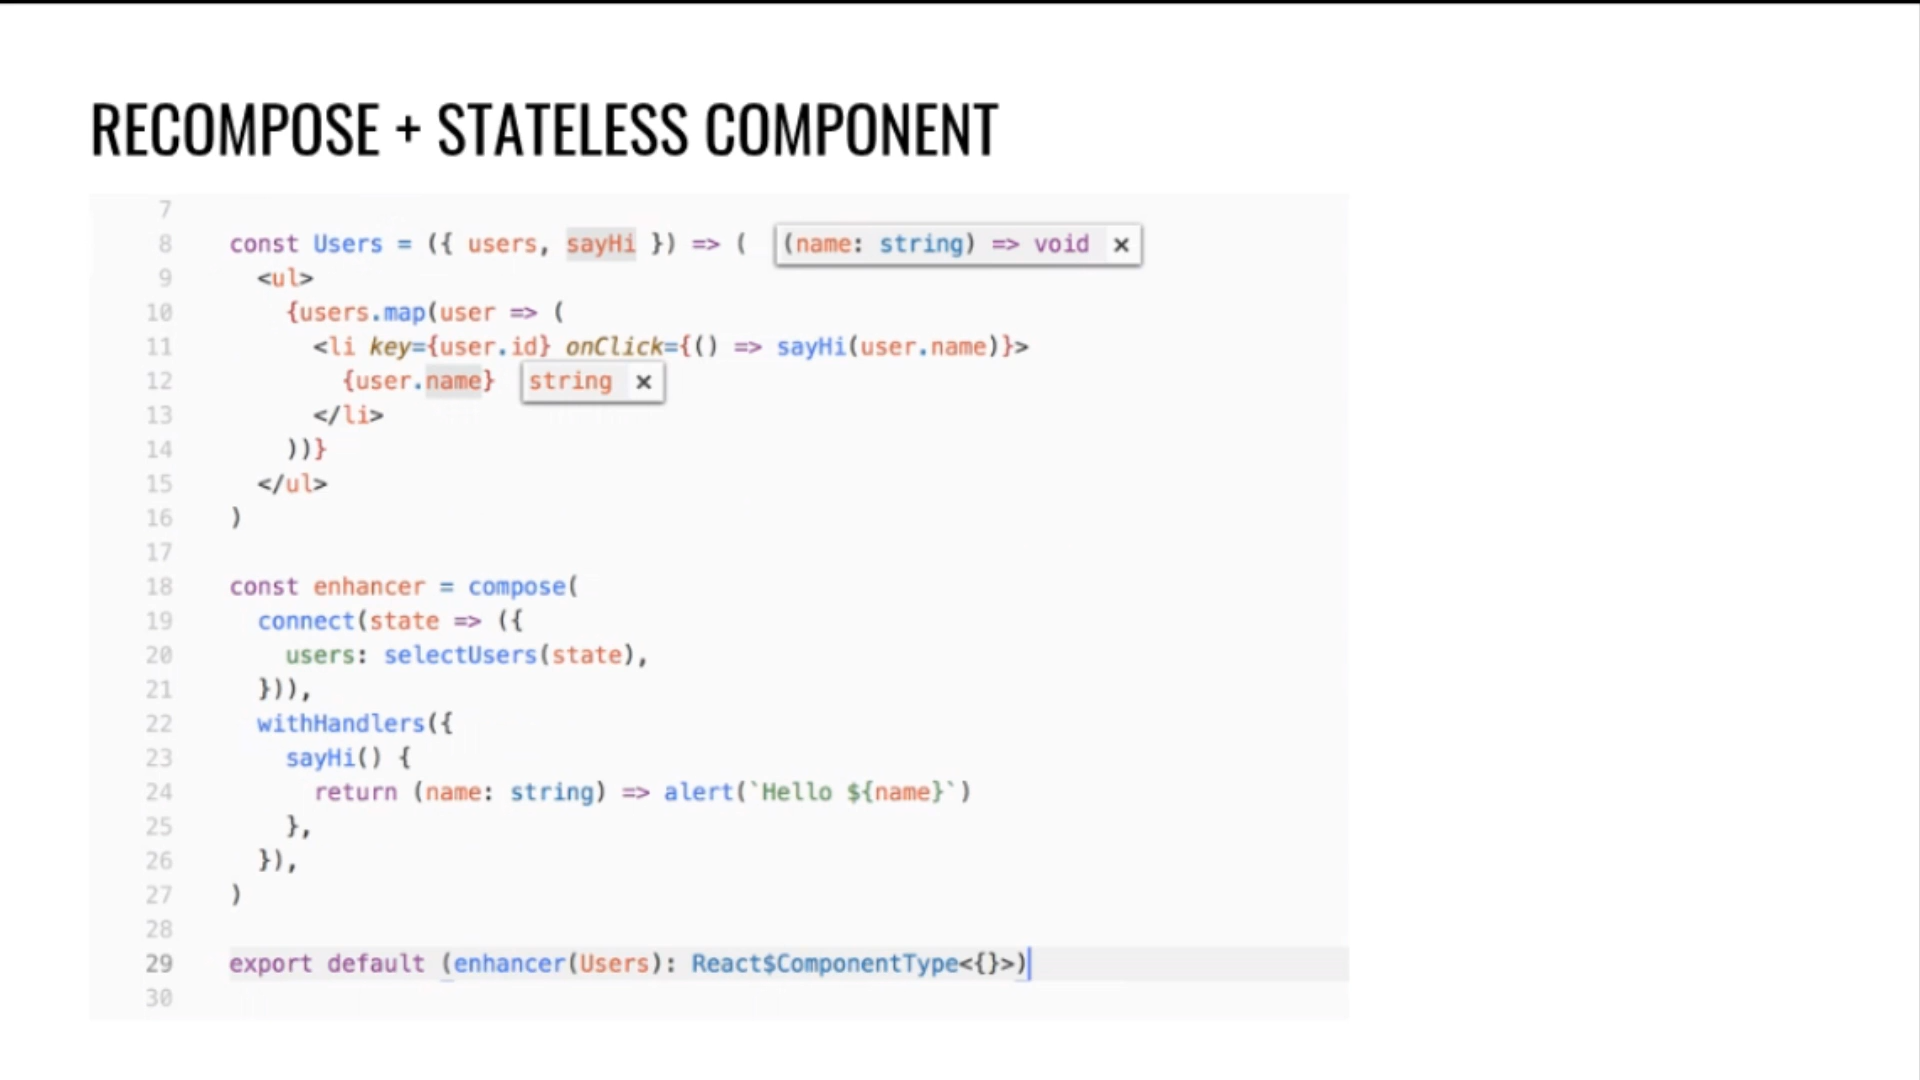 RECOMPOSE + STATELESS COMPONENT
7
8 const Users = ({ users, sayHi }) => ( (name: string) => void ×
9 <ul>
10 {users.map(user => (
11 <li key={user.id} onClick={() => sayHi(user.name)}>
12 {user.name} string ×
13 </li>
14 ))}
15 </ul>
16 )
17
18 const enhancer = compose(
19 connect(state => ({
20 users: selectUsers(state),
21 })),
22 withHandlers({
23 sayHi() {
24 return (name: string) => alert(`Hello ${name}`)
25 },
26 }),
27 )
28
29 export default (enhancer(Users): React$ComponentType<{}>)
30